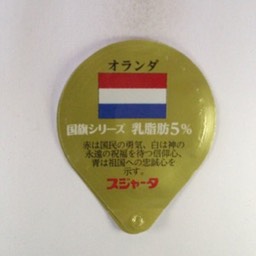 オランダ
国旗シリーズ 乳脂肪5%
赤は国民の勇気、白は神の
永遠の祝福を待つ信仰心、
青は祖国への忠誠心を
示す。
スジャータ